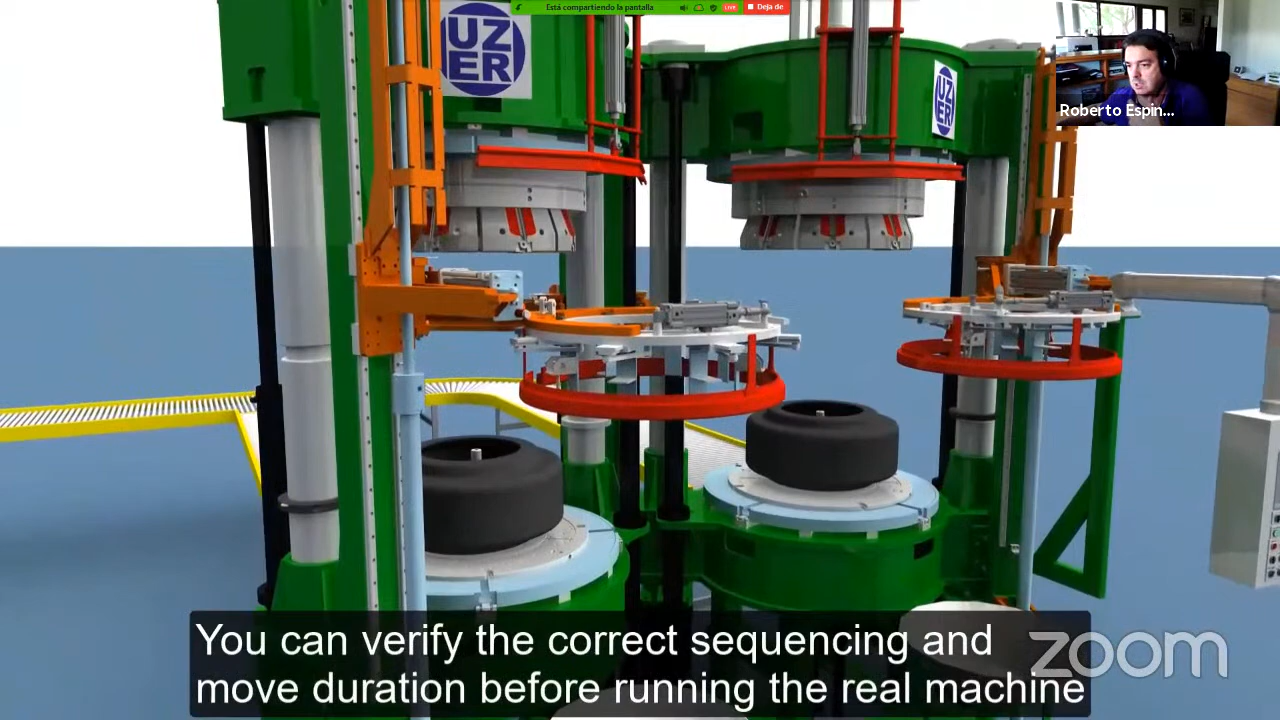 Está compartiendo la pantalla
LIVE
Deja de
UZ
ER
UZ
ER
Roberto Espin...
You can verify the correct sequencing and
move duration before running the real machine
zoom